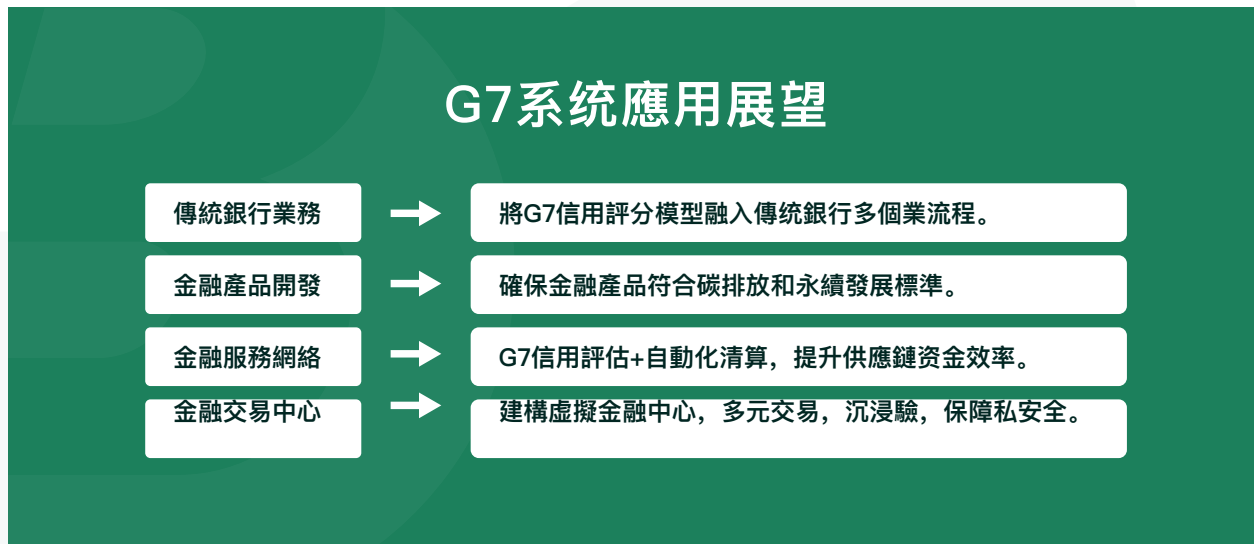 G7系统應用展望
傳統銀行業務
將G7信用評分模型融入傳统銀行多個業流程。
金融產品開發
確保金融產品符合碳排放和永續發展標準。
金融服務網絡
G7信用評估+自動化清算，提升供應鏈资金效率。
金融交易中心
建構虛擬金融中心，多元交易，沉浸驗，保障私安全。